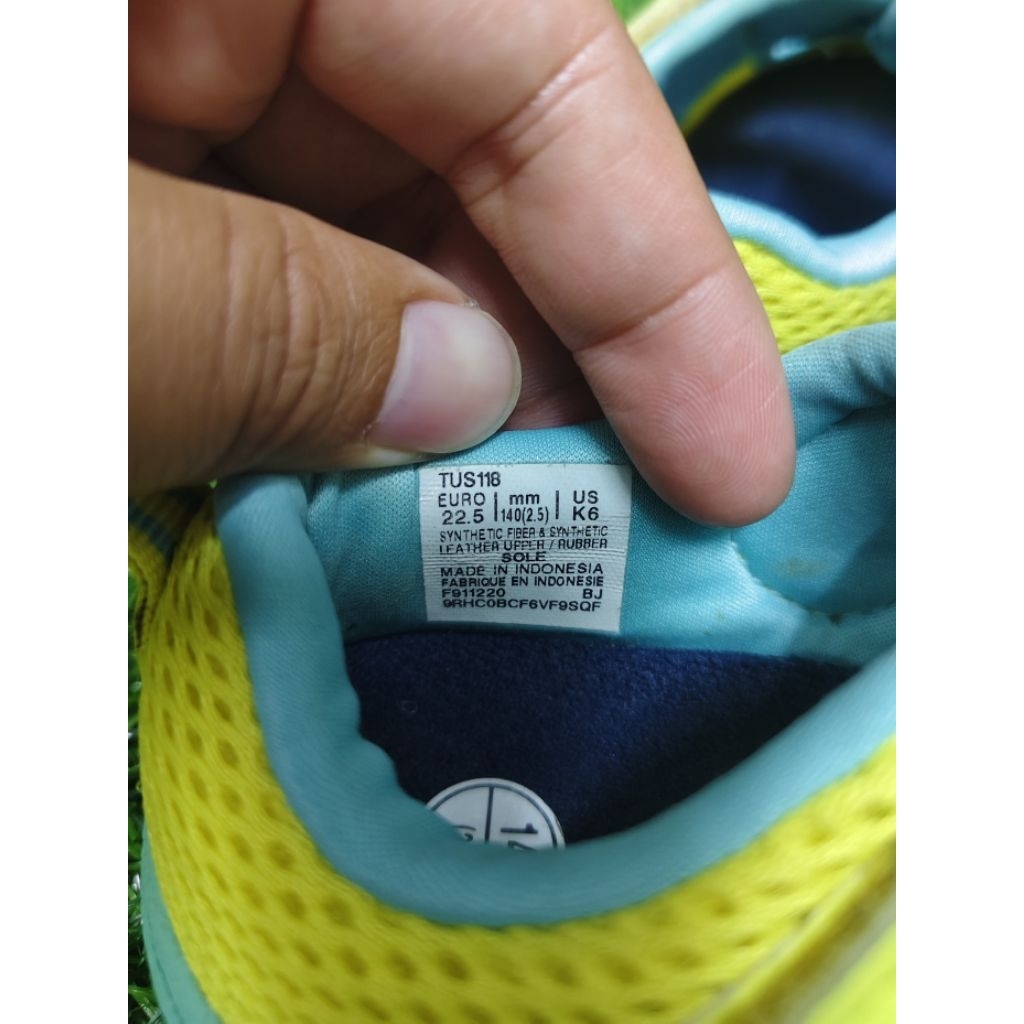 TUS118
EURO | mm | US
22.5 | 140(2.5) | K6
SYNTHETIC FIBER & SYNTHETIC
LEATHER UPPER / RUBBER
SOLE
MADE IN INDONESIA
FABRIQUE EN INDONESIE
F911220 BJ
9RHC0BCF6VF9SQF